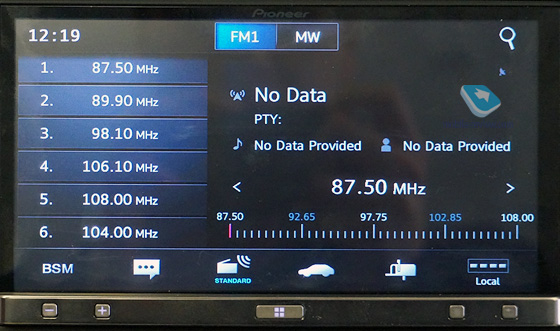 Pioneer
12:19
FM1 MW
1. 87.50 MHz
2. 89.90 MHz
3. 98.10 MHz
4. 106.10 MHz
5. 108.00 MHz
6. 104.00 MHz
No Data
PTY:
No Data Provided No Data Provided
< 87.50 MHz >
87.50 92.65 97.75 102.85 108.00
BSM
STANDARD
Local